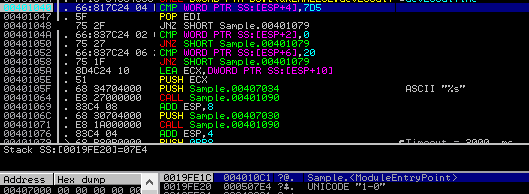 00401040 . 66:817C24 04 CMP WORD PTR SS:[ESP+4],7D5
00401047 . 5F POP EDI
00401048 . 75 2F JNZ SHORT Sample.00401079
0040104A . 66:837C24 02 CMP WORD PTR SS:[ESP+2],0
00401050 . 75 27 JNZ SHORT Sample.00401079
00401052 . 66:837C24 06 CMP WORD PTR SS:[ESP+6],20
00401058 . 75 1F JNZ SHORT Sample.00401079
0040105A . 8D4C24 10 LEA ECX,DWORD PTR SS:[ESP+10]
0040105E . 51 PUSH ECX
0040105F . 68 34704000 PUSH Sample.00407034 ASCII "%s"
00401064 . E8 27000000 CALL Sample.00401090
00401069 . 83C4 08 ADD ESP,8
0040106C . 68 30704000 PUSH Sample.00407030
00401071 . E8 1A000000 CALL Sample.00401090
00401076 . 83C4 04 ADD ESP,4
Stack SS:[0019FE20]=07E4
Address Hex dump 0019FE1C 004010C1 Sample.<ModuleEntryPoint>
00407000 00 00 00 00 0019FE20 000507E4 UNICODE "1-0"